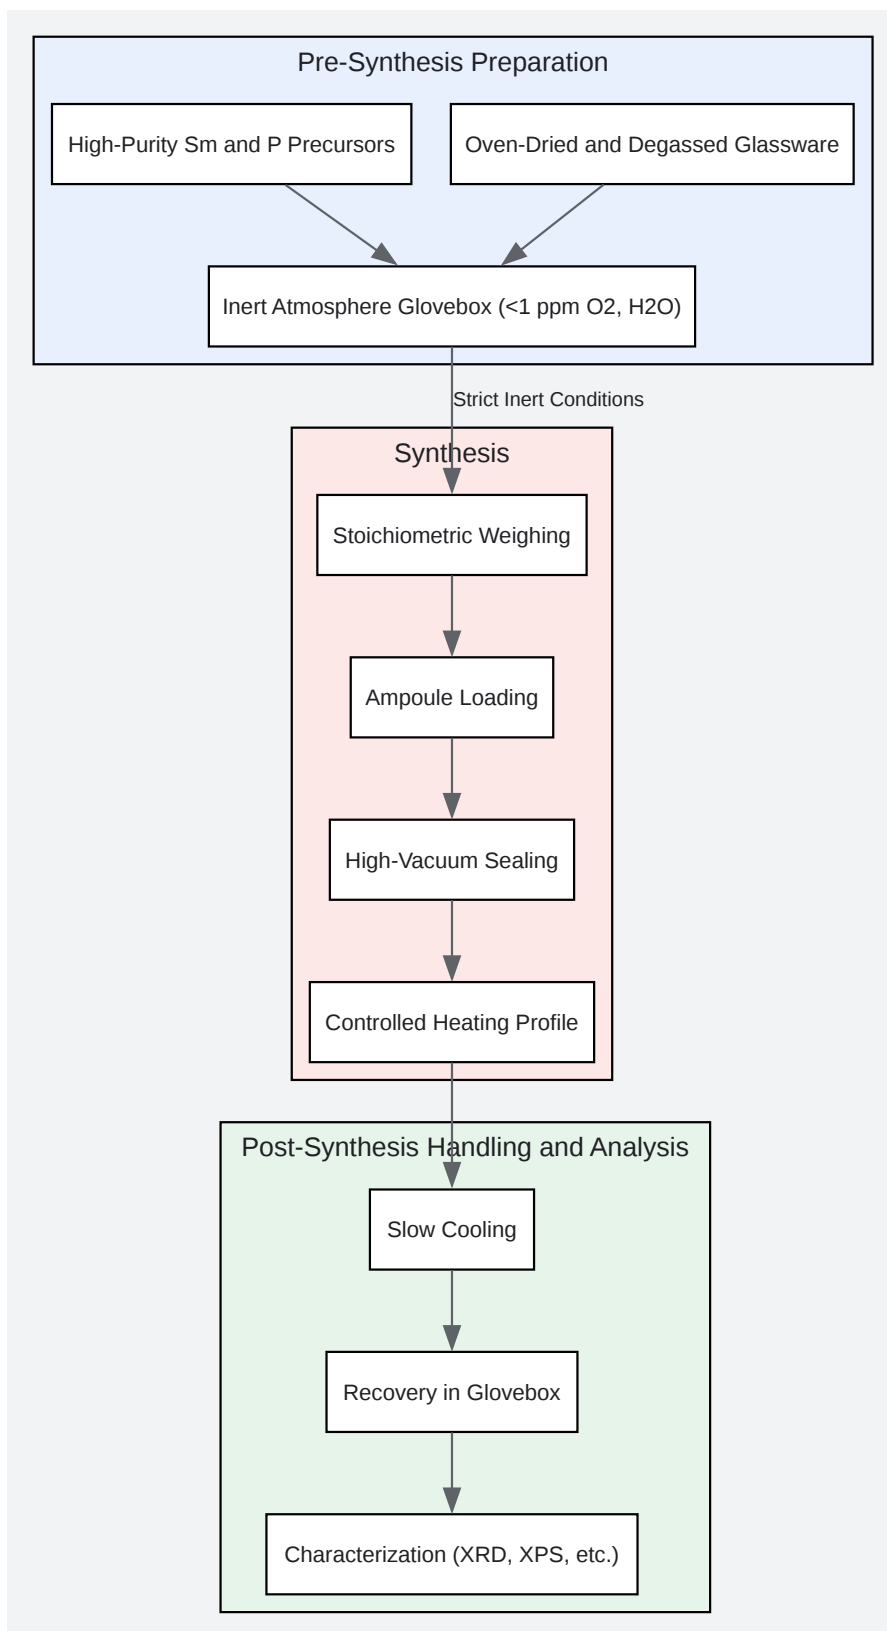 Pre-Synthesis Preparation
High-Purity Sm and P Precursors
Oven-Dried and Degassed Glassware
Inert Atmosphere Glovebox (<1 ppm O2, H2O)
Strict Inert Conditions
Synthesis
Stoichiometric Weighing
Ampoule Loading
High-Vacuum Sealing
Controlled Heating Profile
Post-Synthesis Handling and Analysis
Slow Cooling
Recovery in Glovebox
Characterization (XRD, XPS, etc.)